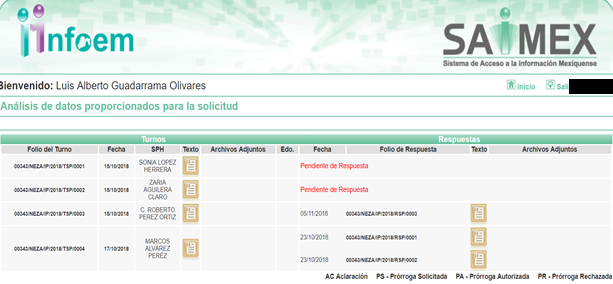 infoem
SAIMEX
Sistema de Acceso a la Información Mexiquense
Bienvenido: Luis Alberto Guadarrama Olivares
Inicio
Sali
Análisis de datos proporcionados para la solicitud
Turnos Respuestas
Folio del Turno Fecha SPH Texto Archivos Adjuntos Edo. Fecha Folio de Respuesta Texto Archivos Adjuntos
00343/NEZA/IP/2018/TSP/0001 15/10/2018 SONIA LOPEZ HERRERA Pendiente de Respuesta
00343/NEZA/IP/2018/TSP/0002 15/10/2018 ZARIA AGUILERA CLARO Pendiente de Respuesta
00343/NEZA/IP/2018/TSP/0003 15/10/2018 C. ROBERTO PEREZ ORTIZ 05/11/2018 00343/NEZA/IP/2018/RSP/0003
00343/NEZA/IP/2018/TSP/0004 17/10/2018 MARCOS ALVÁREZ PERÉZ 23/10/2018 00343/NEZA/IP/2018/RSP/0001
23/10/2018 00343/NEZA/IP/2018/RSP/0002
AC Aclaración PS - Prórroga Solicitada PA - Prórroga Autorizada PR - Prórroga Rechazada